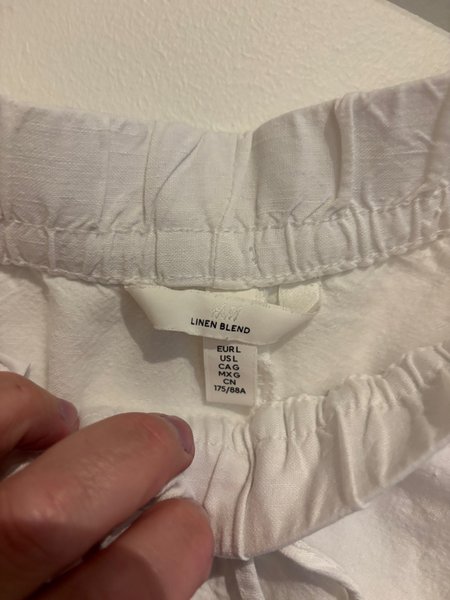 H&M
LINEN BLEND
EUR L
US L
CA G
MX G
CN
175/88A